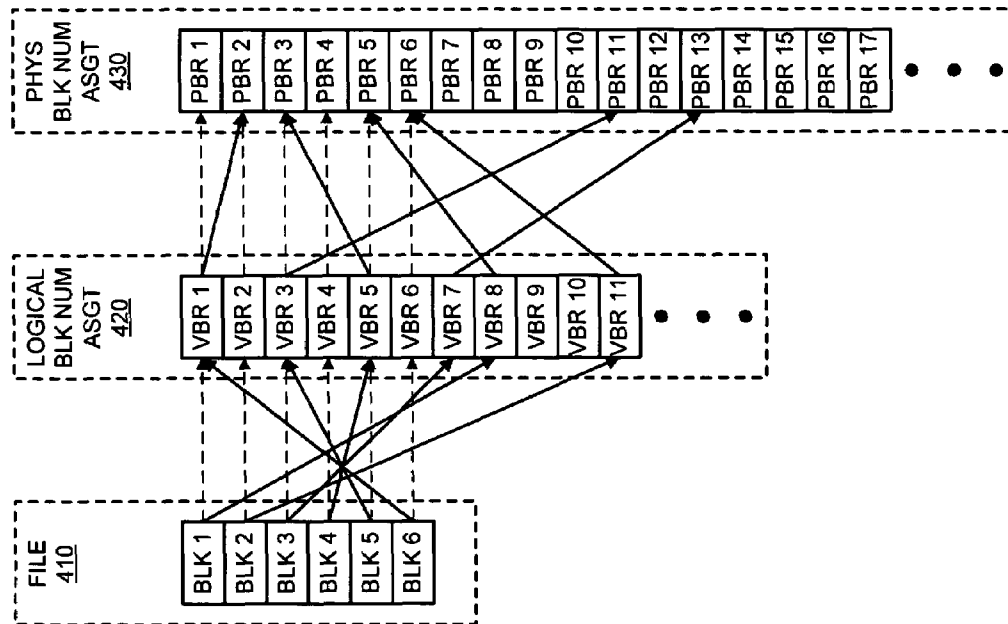 FILE
410
BLK 1
BLK 2
BLK 3
BLK 4
BLK 5
BLK 6
LOGICAL
BLK NUM
ASGT
420
VBR 1
VBR 2
VBR 3
VBR 4
VBR 5
VBR 6
VBR 7
VBR 8
VBR 9
VBR 10
VBR 11
PHYS
BLK NUM
ASGT
430
PBR 1
PBR 2
PBR 3
PBR 4
PBR 5
PBR 6
PBR 7
PBR 8
PBR 9
PBR 10
PBR 11
PBR 12
PBR 13
PBR 14
PBR 15
PBR 16
PBR 17